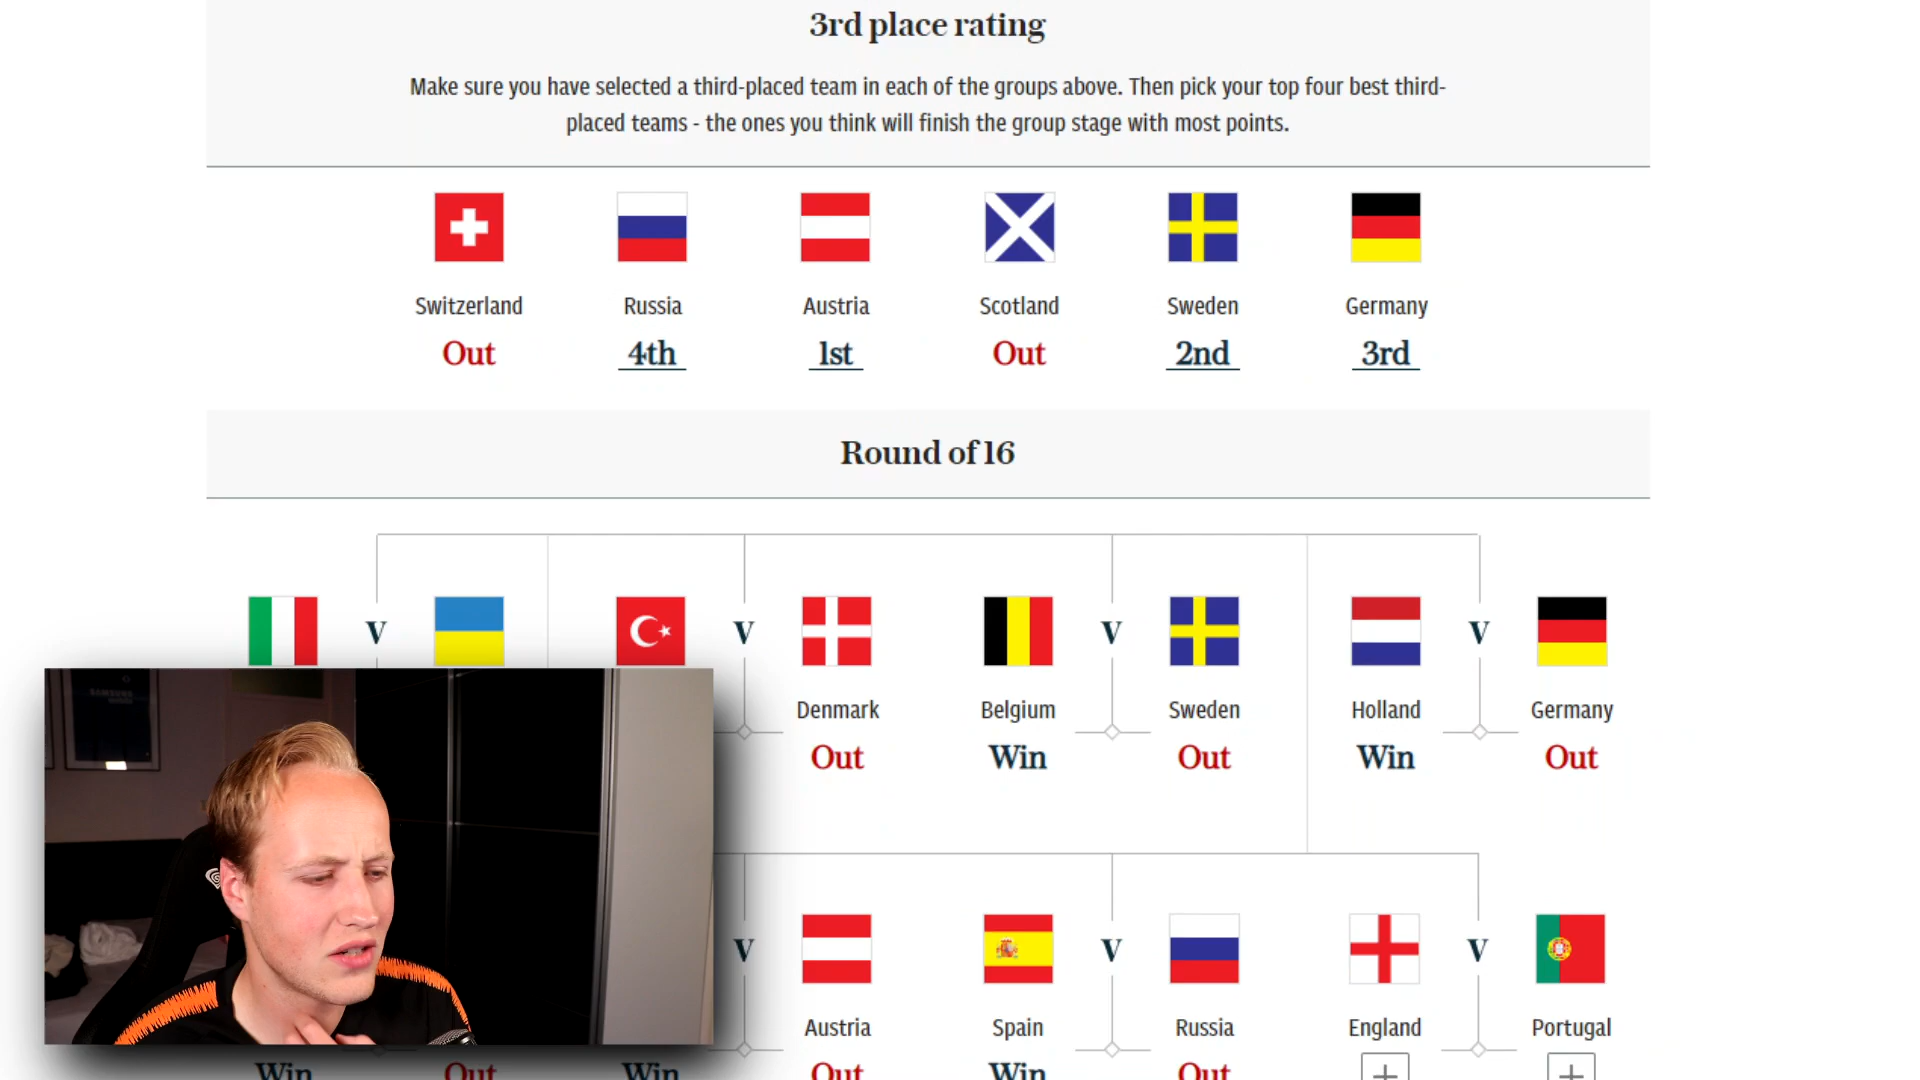 3rd place rating
Make sure you have selected a third-placed team in each of the groups above. Then pick your top four best third-
placed teams - the ones you think will finish the group stage with most points.
Switzerland Russia Austria Scotland Sweden Germany
Out 4th 1st Out 2nd 3rd
Round of 16
V V V V
Denmark Belgium Sweden Holland Germany
Out Win Out Win Out
V V V
Austria Spain Russia England Portugal
Win Out Win Out Win Out